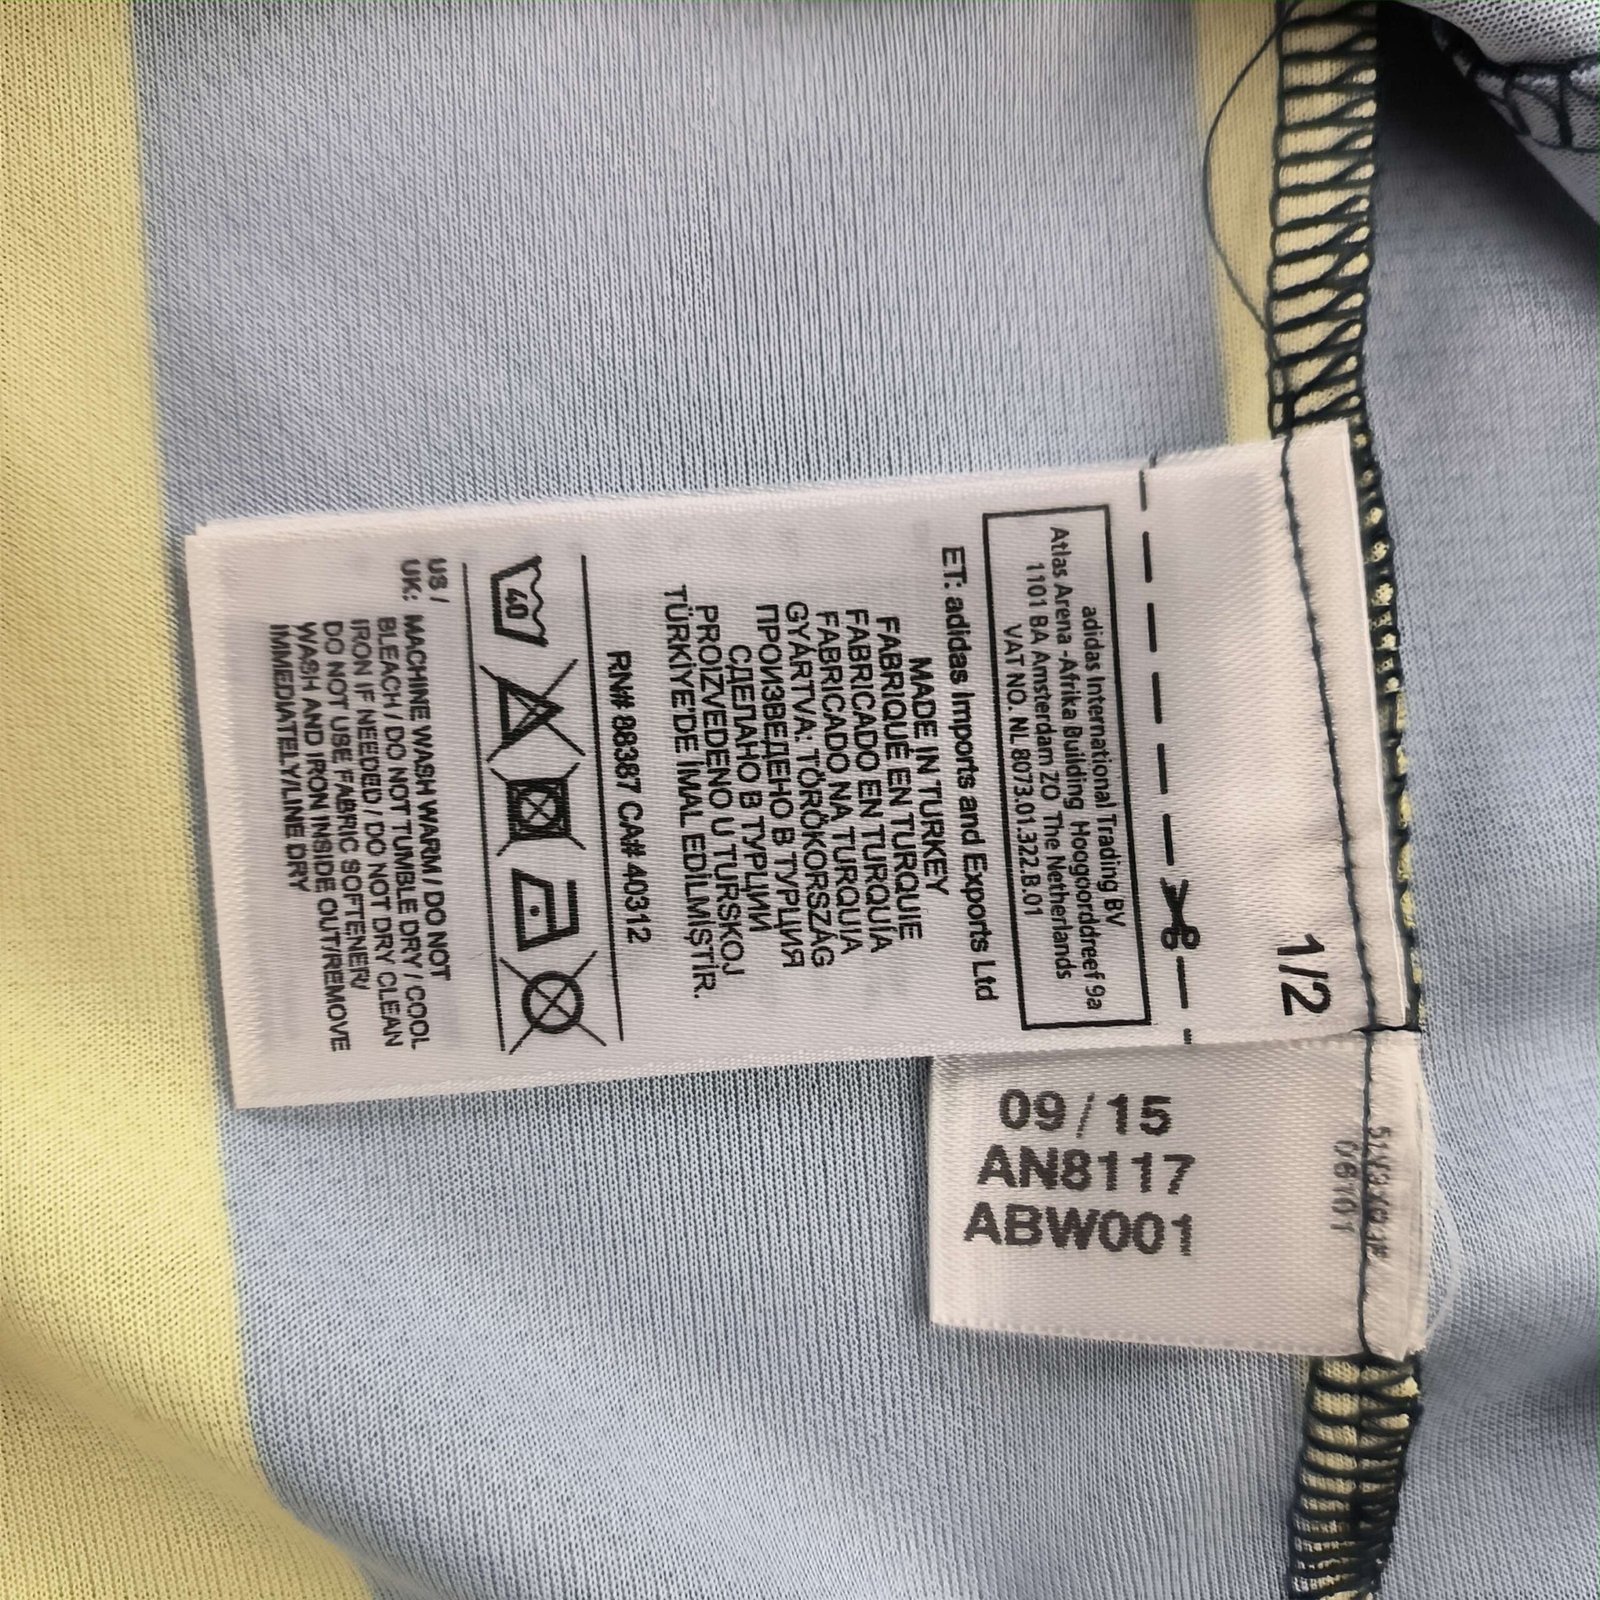 1/2
adidas International Trading BV
Atlas Arena -Afrika Building Hoogoorddreef 9a
1101 BA Amsterdam ZO The Netherlands
VAT NO. NL 8073.01.322.B.01
ET: adidas Imports and Exports Ltd
MADE IN TURKEY
FABRIQUÉ EN TURQUIE
FABRICADO EN TURQUÍA
FABRICADO NA TURQUIA
GYÁRTVA: TÖRÖKORSZÁG
ПРОИЗВЕДЕНО В ТУРЦИЯ
СДЕЛАНО В ТУРЦИИ
PROIZVEDENO U TURSKOJ
TÜRKİYE'DE İMAL EDİLMİŞTİR.
RN# 88387 CA# 40312
40
US /
UK: MACHINE WASH WARM / DO NOT
BLEACH / DO NOT TUMBLE DRY / COOL
IRON IF NEEDED / DO NOT DRY CLEAN
DO NOT USE FABRIC SOFTENER/
WASH AND IRON INSIDE OUT/REMOVE
IMMEDIATELY/LINE DRY
09/15
AN8117
ABW001